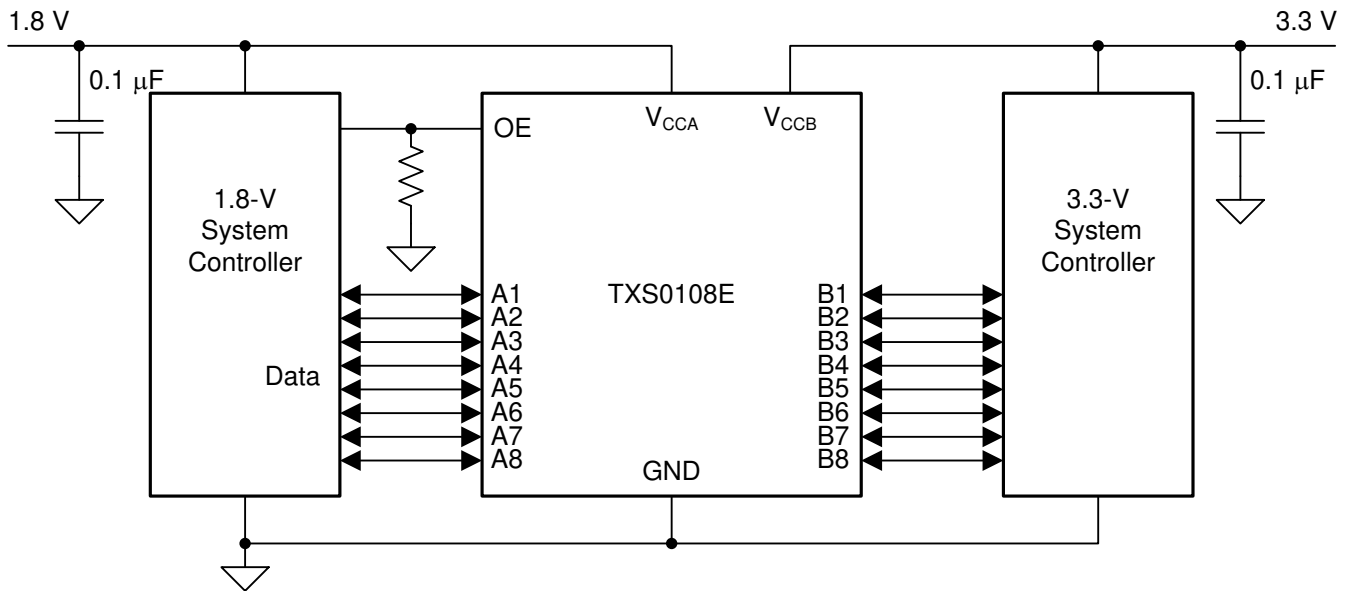 1.8 V
3.3 V
0.1 μF
0.1 μF
OE
VCCA
VCCB
1.8-V
System
Controller
TXS0108E
3.3-V
System
Controller
Data
A1
A2
A3
A4
A5
A6
A7
A8
B1
B2
B3
B4
B5
B6
B7
B8
GND